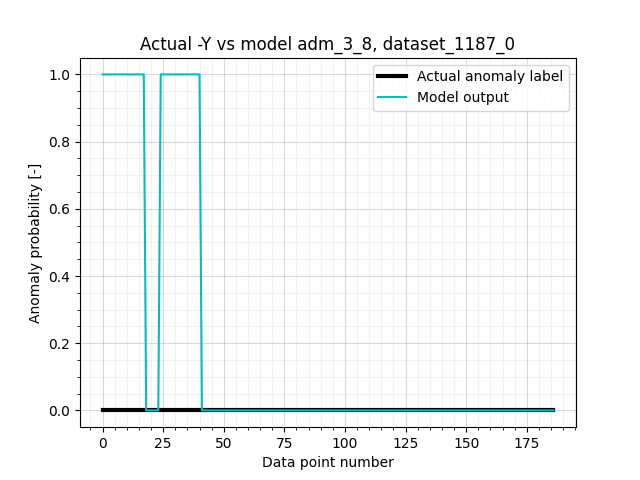 Actual -Y vs model adm_3_8, dataset_1187_0
Actual anomaly label
Model output
Anomaly probability [-]
1.0
0.8
0.6
0.4
0.2
0.0
0 25 50 75 100 125 150 175
Data point number